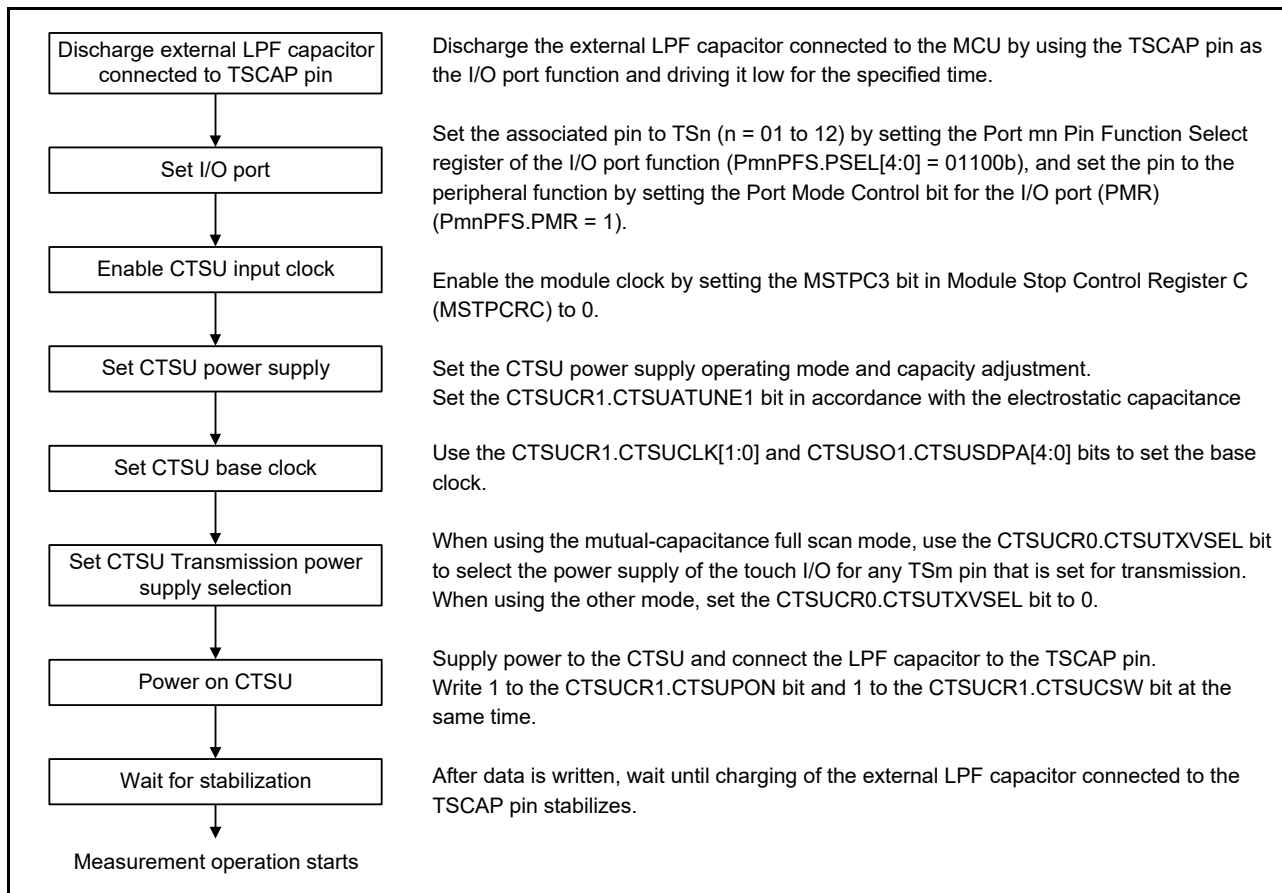 Discharge external LPF capacitor
connected to TSCAP pin
Discharge the external LPF capacitor connected to the MCU by using the TSCAP pin as
the I/O port function and driving it low for the specified time.
Set I/O port
Set the associated pin to TSn (n = 01 to 12) by setting the Port mn Pin Function Select
register of the I/O port function (PmnPFS.PSEL[4:0] = 01100b), and set the pin to the
peripheral function by setting the Port Mode Control bit for the I/O port (PMR)
(PmnPFS.PMR = 1).
Enable CTSU input clock
Enable the module clock by setting the MSTPC3 bit in Module Stop Control Register C
(MSTPCRC) to 0.
Set CTSU power supply
Set the CTSU power supply operating mode and capacity adjustment.
Set the CTSUCR1.CTSUATUNE1 bit in accordance with the electrostatic capacitance
Set CTSU base clock
Use the CTSUCR1.CTSUCLK[1:0] and CTSUSO1.CTSUSDPA[4:0] bits to set the base
clock.
Set CTSU Transmission power
supply selection
When using the mutual-capacitance full scan mode, use the CTSUCR0.CTSUTXVSEL bit
to select the power supply of the touch I/O for any TSm pin that is set for transmission.
When using the other mode, set the CTSUCR0.CTSUTXVSEL bit to 0.
Power on CTSU
Supply power to the CTSU and connect the LPF capacitor to the TSCAP pin.
Write 1 to the CTSUCR1.CTSUPON bit and 1 to the CTSUCR1.CTSUCSW bit at the
same time.
Wait for stabilization
After data is written, wait until charging of the external LPF capacitor connected to the
TSCAP pin stabilizes.
Measurement operation starts